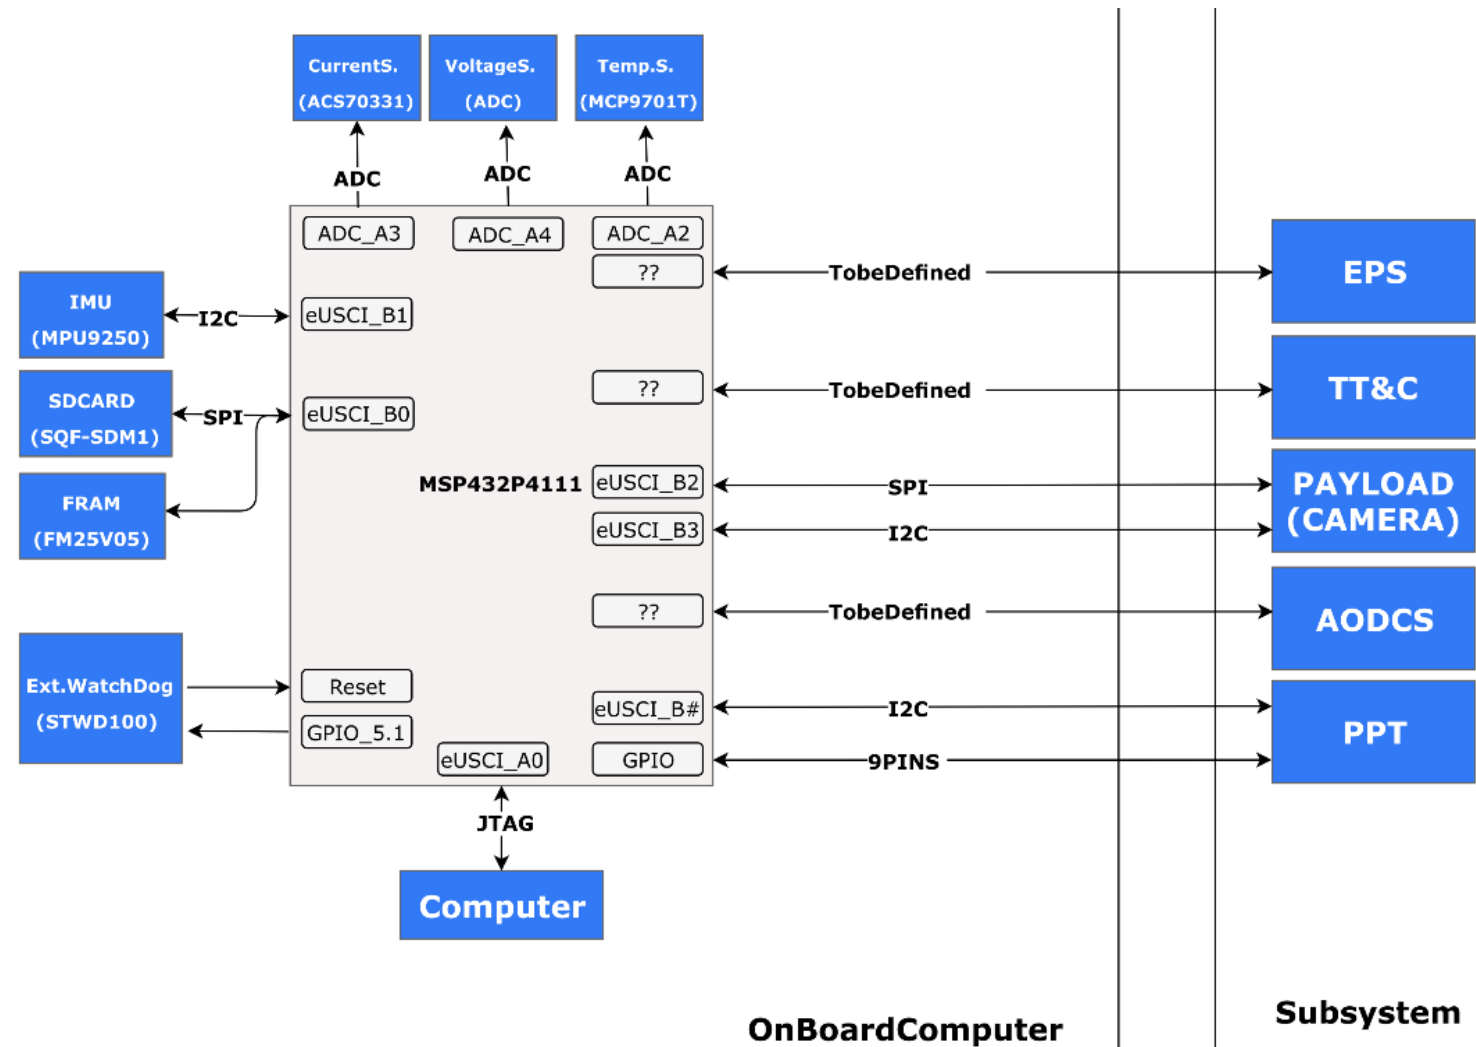 CurrentS.
(ACS70331)
VoltageS.
(ADC)
Temp.S.
(MCP9701T)
ADC
ADC
ADC
ADC_A3
ADC_A4
ADC_A2
??
TobeDefined
EPS
IMU
(MPU9250)
I2C
eUSCI_B1
SDCARD
(SQF-SDM1)
SPI
eUSCI_B0
??
TobeDefined
TT&C
FRAM
(FM25V05)
MSP432P4111
eUSCI_B2
SPI
eUSCI_B3
I2C
PAYLOAD
(CAMERA)
??
TobeDefined
AODCS
Ext.WatchDog
(STWD100)
Reset
GPIO_5.1
eUSCI_A0
eUSCI_B#
I2C
GPIO
9PINS
PPT
JTAG
Computer
OnBoardComputer
Subsystem